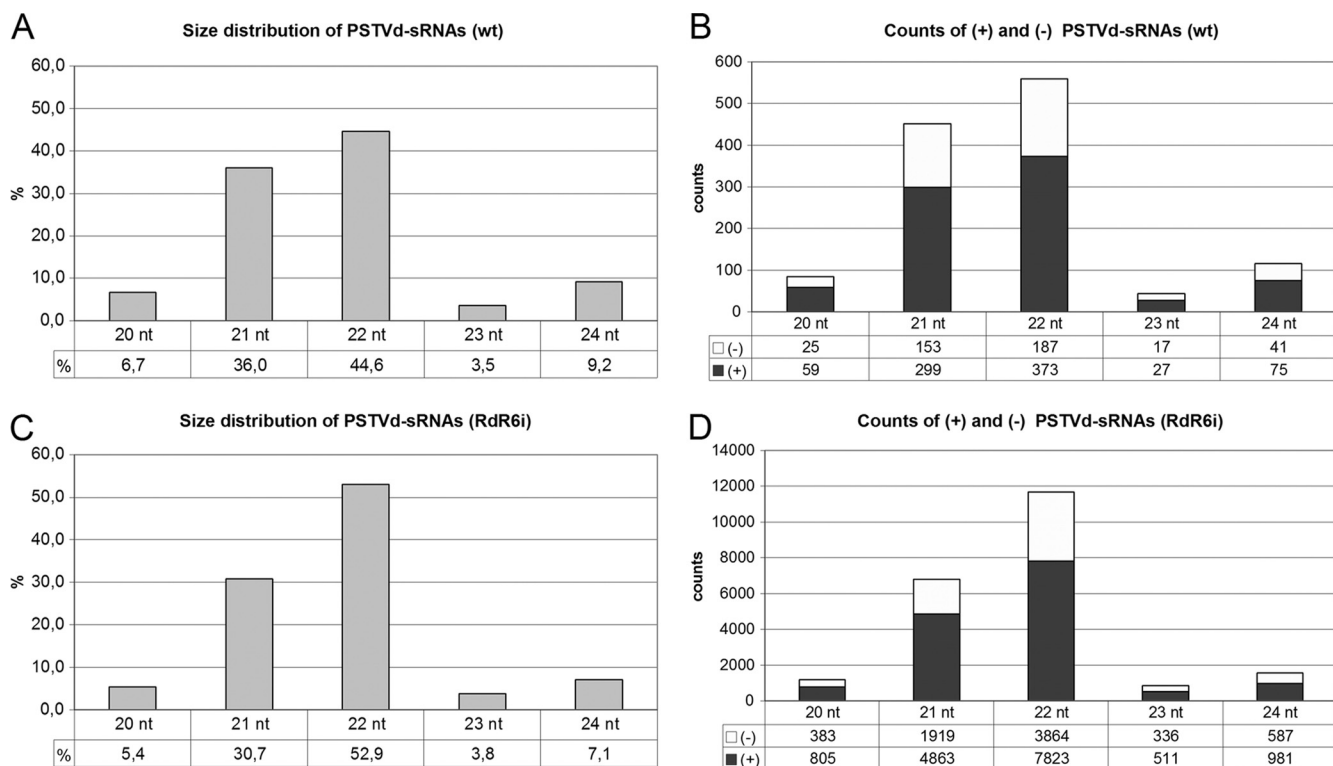 A
Size distribution of PSTVd-sRNAs (wt)
60,0
50,0
40,0
30,0
20,0
10,0
0,0
%
20 nt 21 nt 22 nt 23 nt 24 nt
% 6,7 36,0 44,6 3,5 9,2
B
Counts of (+) and (-) PSTVd-sRNAs (wt)
600
500
400
300
200
100
0
counts
20 nt 21 nt 22 nt 23 nt 24 nt
(-) 25 153 187 17 41
(+) 59 299 373 27 75
C
Size distribution of PSTVd-sRNAs (RdR6i)
60,0
50,0
40,0
30,0
20,0
10,0
0,0
%
20 nt 21 nt 22 nt 23 nt 24 nt
% 5,4 30,7 52,9 3,8 7,1
D
Counts of (+) and (-) PSTVd-sRNAs (RdR6i)
14000
12000
10000
8000
6000
4000
2000
0
counts
20 nt 21 nt 22 nt 23 nt 24 nt
(-) 383 1919 3864 336 587
(+) 805 4863 7823 511 981